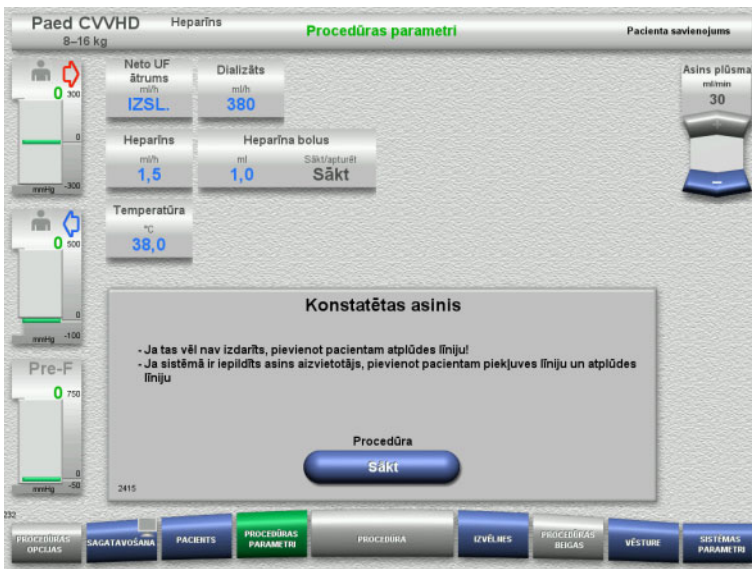 Paed CVVHD
8–16 kg
Heparīns
Procedūras parametri
Pacienta savienojums
0
300
0
mmHg
-300
Neto UF
ātrums
ml/h
IZSL.
Dializāts
ml/h
380
Asins plūsma
ml/min
30
Heparīns
ml/h
1,5
Heparīna bolus
ml
1,0
Sākt/apturēt
Sākt
Temperatūra
°C
38,0
0
500
0
mmHg
-100
Pre-F
0
750
0
mmHg
-50
Konstatētas asinis
- Ja tas vēl nav izdarīts, pievienot pacientam atplūdes līniju!
- Ja sistēmā ir iepildīts asins aizvietotājs, pievienot pacientam piekļuves līniju un atplūdes
līniju
Procedūra
Sākt
2415
232
PROCEDŪRAS
OPCIJAS
SAGATAVOŠANA
PACIENTS
PROCEDŪRAS
PARAMETRI
PROCEDŪRA
IZVĒLNES
PROCEDŪRAS
BEIGAS
VĒSTURE
SISTĒMAS
PARAMETRI